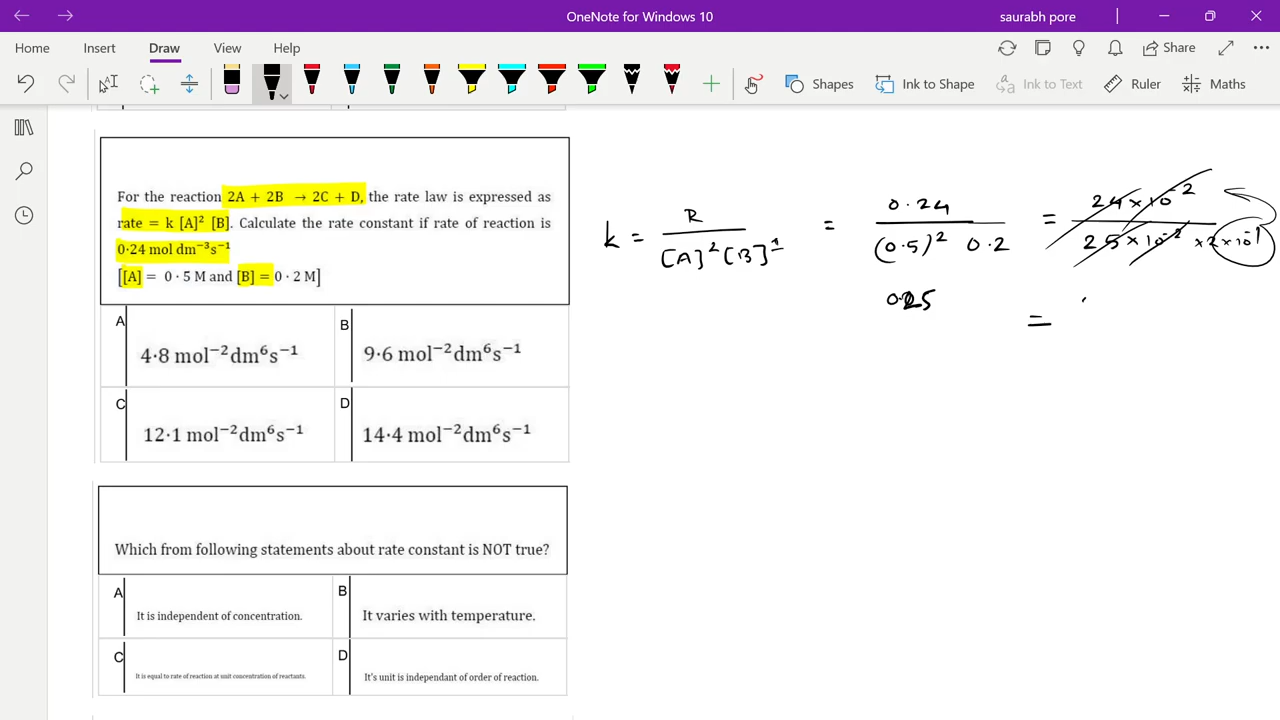 OneNote for Windows 10
saurabh pore
Home Insert Draw View Help
Share
Shapes
Ink to Shape
Ink to Text
Ruler
Maths
For the reaction 2A + 2B → 2C + D, the rate law is expressed as
rate = k [A]² [B]. Calculate the rate constant if rate of reaction is
0·24 mol dm⁻³s⁻¹
[[A] = 0·5 M and [B] = 0·2 M]
A 4·8 mol⁻²dm⁶s⁻¹
B 9·6 mol⁻²dm⁶s⁻¹
C 12·1 mol⁻²dm⁶s⁻¹
D 14·4 mol⁻²dm⁶s⁻¹
k = R / [A]² [B]¹ = 0.24 / (0.5)² 0.2 = 24 × 10⁻² / 25 × 10⁻² × 2 × 10⁻¹
=
Which from following statements about rate constant is NOT true?
A It is independent of concentration.
B It varies with temperature.
C It is equal to rate of reaction at unit concentration of reactants.
D It's unit is independant of order of reaction.